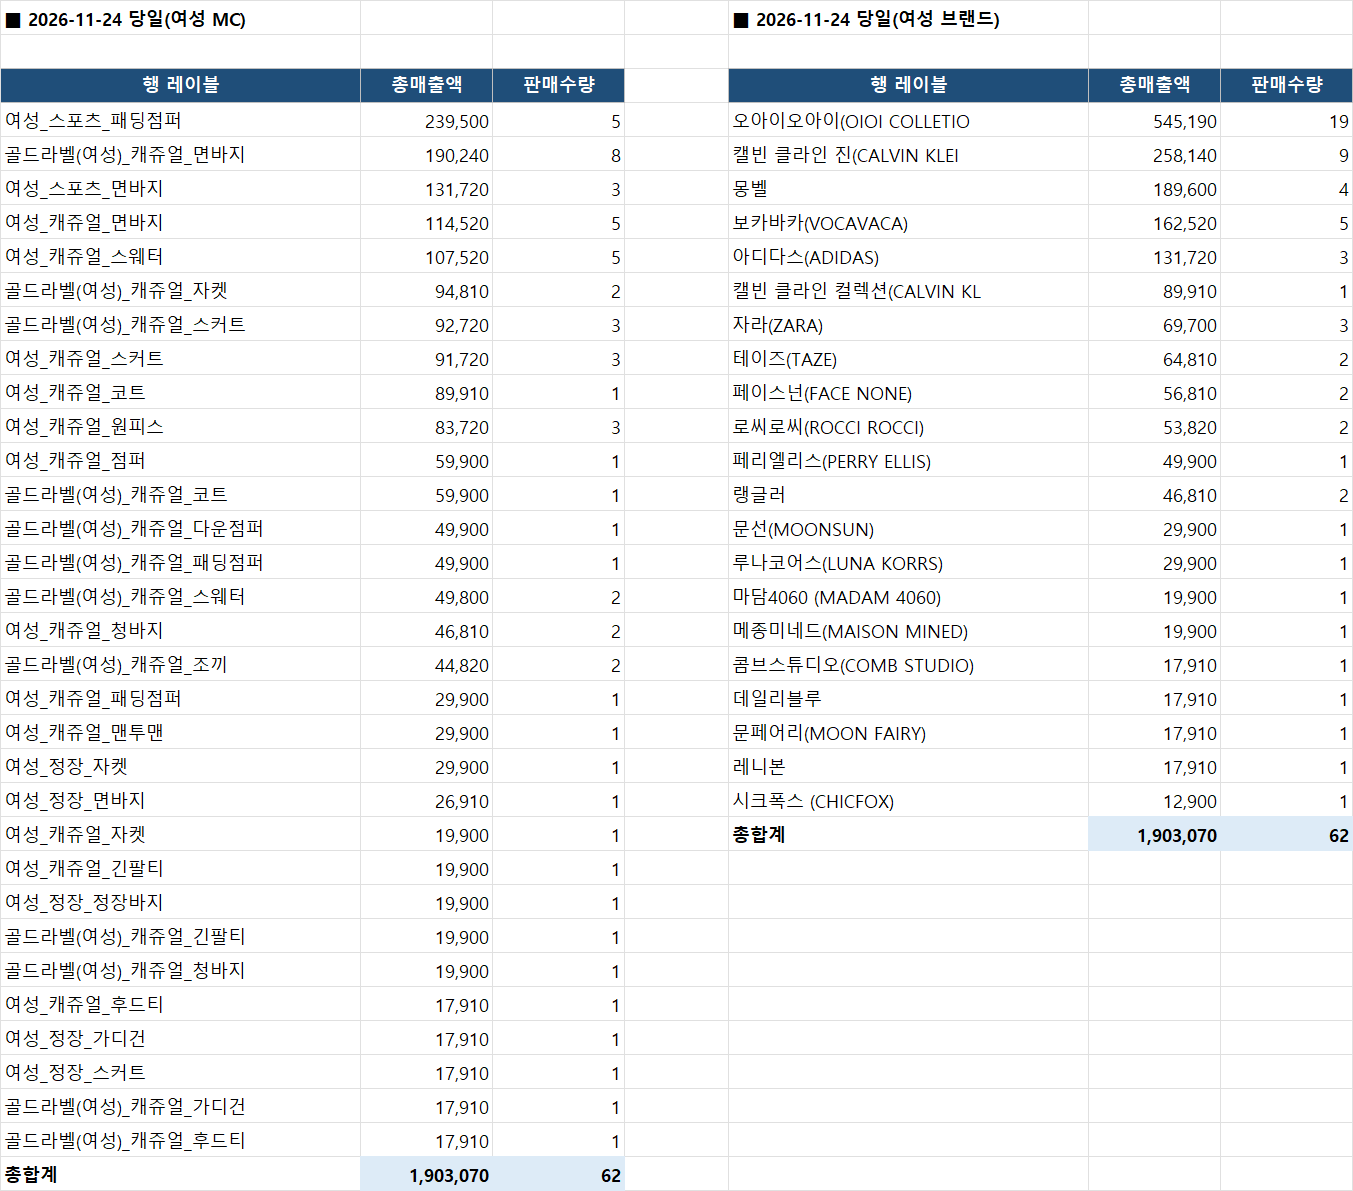 ■ 2026-11-24 당일(여성 MC)
행 레이블 총매출액 판매수량
여성_스포츠_패딩점퍼 239,500 5
골드라벨(여성)_캐쥬얼_면바지 190,240 8
여성_스포츠_면바지 131,720 3
여성_캐쥬얼_면바지 114,520 5
여성_캐쥬얼_스웨터 107,520 5
골드라벨(여성)_캐쥬얼_자켓 94,810 2
골드라벨(여성)_캐쥬얼_스커트 92,720 3
여성_캐쥬얼_스커트 91,720 3
여성_캐쥬얼_코트 89,910 1
여성_캐쥬얼_원피스 83,720 3
여성_캐쥬얼_점퍼 59,900 1
골드라벨(여성)_캐쥬얼_코트 59,900 1
골드라벨(여성)_캐쥬얼_다운점퍼 49,900 1
골드라벨(여성)_캐쥬얼_패딩점퍼 49,900 1
골드라벨(여성)_캐쥬얼_스웨터 49,800 2
여성_캐쥬얼_청바지 46,810 2
골드라벨(여성)_캐쥬얼_조끼 44,820 2
여성_캐쥬얼_패딩점퍼 29,900 1
여성_캐쥬얼_맨투맨 29,900 1
여성_정장_자켓 29,900 1
여성_정장_면바지 26,910 1
여성_캐쥬얼_자켓 19,900 1
여성_캐쥬얼_긴팔티 19,900 1
여성_정장_정장바지 19,900 1
골드라벨(여성)_캐쥬얼_긴팔티 19,900 1
골드라벨(여성)_캐쥬얼_청바지 19,900 1
여성_캐쥬얼_후드티 17,910 1
여성_정장_가디건 17,910 1
여성_정장_스커트 17,910 1
골드라벨(여성)_캐쥬얼_가디건 17,910 1
골드라벨(여성)_캐쥬얼_후드티 17,910 1
총합계 1,903,070 62
■ 2026-11-24 당일(여성 브랜드)
행 레이블 총매출액 판매수량
오아이오아이(OIOI COLLETIO 545,190 19
캘빈 클라인 진(CALVIN KLEI 258,140 9
몽벨 189,600 4
보카바카(VOCAVACA) 162,520 5
아디다스(ADIDAS) 131,720 3
캘빈 클라인 컬렉션(CALVIN KL 89,910 1
자라(ZARA) 69,700 3
테이즈(TAZE) 64,810 2
페이스넌(FACE NONE) 56,810 2
로씨로씨(ROCCI ROCCI) 53,820 2
페리엘리스(PERRY ELLIS) 49,900 1
랭글러 46,810 2
문선(MOONSUN) 29,900 1
루나코어스(LUNA KORRS) 29,900 1
마담4060 (MADAM 4060) 19,900 1
메종미네드(MAISON MINED) 19,900 1
콤브스튜디오(COMB STUDIO) 17,910 1
데일리블루 17,910 1
문페어리(MOON FAIRY) 17,910 1
레니본 17,910 1
시크폭스 (CHICFOX) 12,900 1
총합계 1,903,070 62